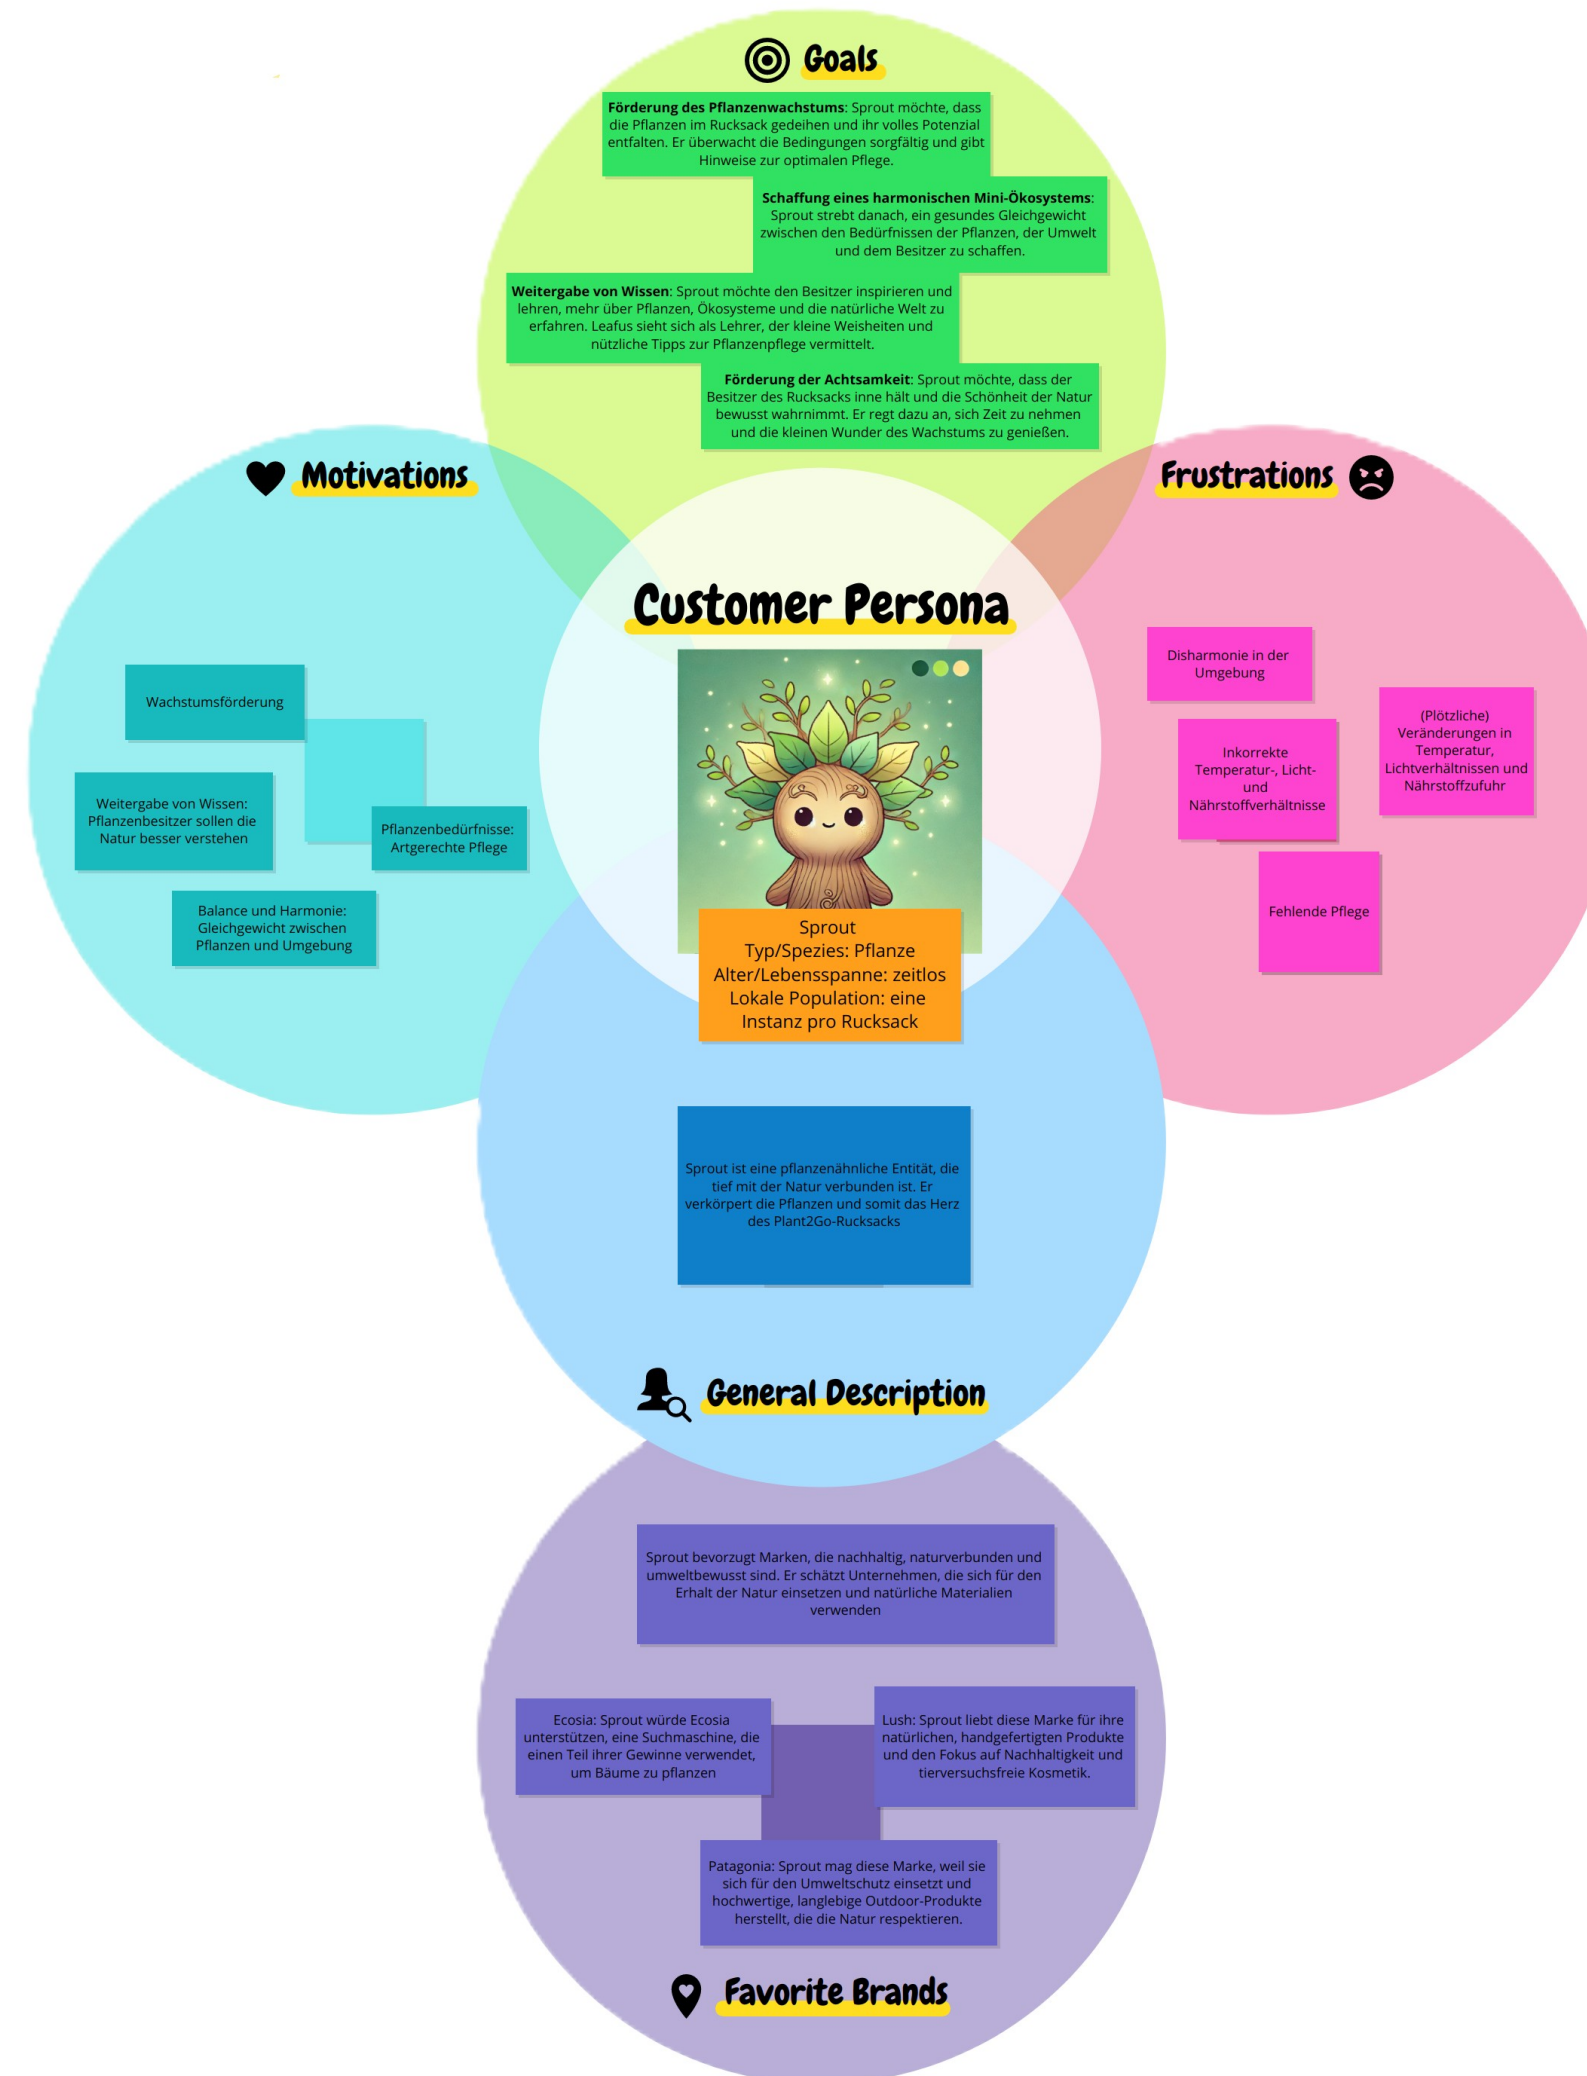 Goals
Förderung des Pflanzenwachstums: Sprout möchte, dass
die Pflanzen im Rucksack gedeihen und ihr volles Potenzial
entfalten. Er überwacht die Bedingungen sorgfältig und gibt
Hinweise zur optimalen Pflege.
Schaffung eines harmonischen Mini-Ökosystems:
Sprout strebt danach, ein gesundes Gleichgewicht
zwischen den Bedürfnissen der Pflanzen, der Umwelt
und dem Besitzer zu schaffen.
Weitergabe von Wissen: Sprout möchte den Besitzer inspirieren und
lehren, mehr über Pflanzen, Ökosysteme und die natürliche Welt zu
erfahren. Leafus sieht sich als Lehrer, der kleine Weisheiten und
nützliche Tipps zur Pflanzenpflege vermittelt.
Förderung der Achtsamkeit: Sprout möchte, dass der
Besitzer des Rucksacks inne hält und die Schönheit der Natur
bewusst wahrnimmt. Er regt dazu an, sich Zeit zu nehmen
und die kleinen Wunder des Wachstums zu genießen.
Motivations
Wachstumsförderung
Weitergabe von Wissen:
Pflanzenbesitzer sollen die
Natur besser verstehen
Pflanzenbedürfnisse:
Artgerechte Pflege
Balance und Harmonie:
Gleichgewicht zwischen
Pflanzen und Umgebung
Customer Persona
Sprout
Typ/Spezies: Pflanze
Alter/Lebensspanne: zeitlos
Lokale Population: eine
Instanz pro Rucksack
Frustrations
Disharmonie in der
Umgebung
(Plötzliche)
Veränderungen in
Temperatur,
Lichtverhältnissen und
Nährstoffzufuhr
Inkorrekte
Temperatur-, Licht-
und
Nährstoffverhältnisse
Fehlende Pflege
Sprout ist eine pflanzenähnliche Entität, die
tief mit der Natur verbunden ist. Er
verkörpert die Pflanzen und somit das Herz
des Plant2Go-Rucksacks
General Description
Sprout bevorzugt Marken, die nachhaltig, naturverbunden und
umweltbewusst sind. Er schätzt Unternehmen, die sich für den
Erhalt der Natur einsetzen und natürliche Materialien
verwenden
Ecosia: Sprout würde Ecosia
unterstützen, eine Suchmaschine, die
einen Teil ihrer Gewinne verwendet,
um Bäume zu pflanzen
Lush: Sprout liebt diese Marke für ihre
natürlichen, handgefertigten Produkte
und den Fokus auf Nachhaltigkeit und
tierversuchsfreie Kosmetik.
Patagonia: Sprout mag diese Marke, weil sie
sich für den Umweltschutz einsetzt und
hochwertige, langlebige Outdoor-Produkte
herstellt, die die Natur respektieren.
Favorite Brands